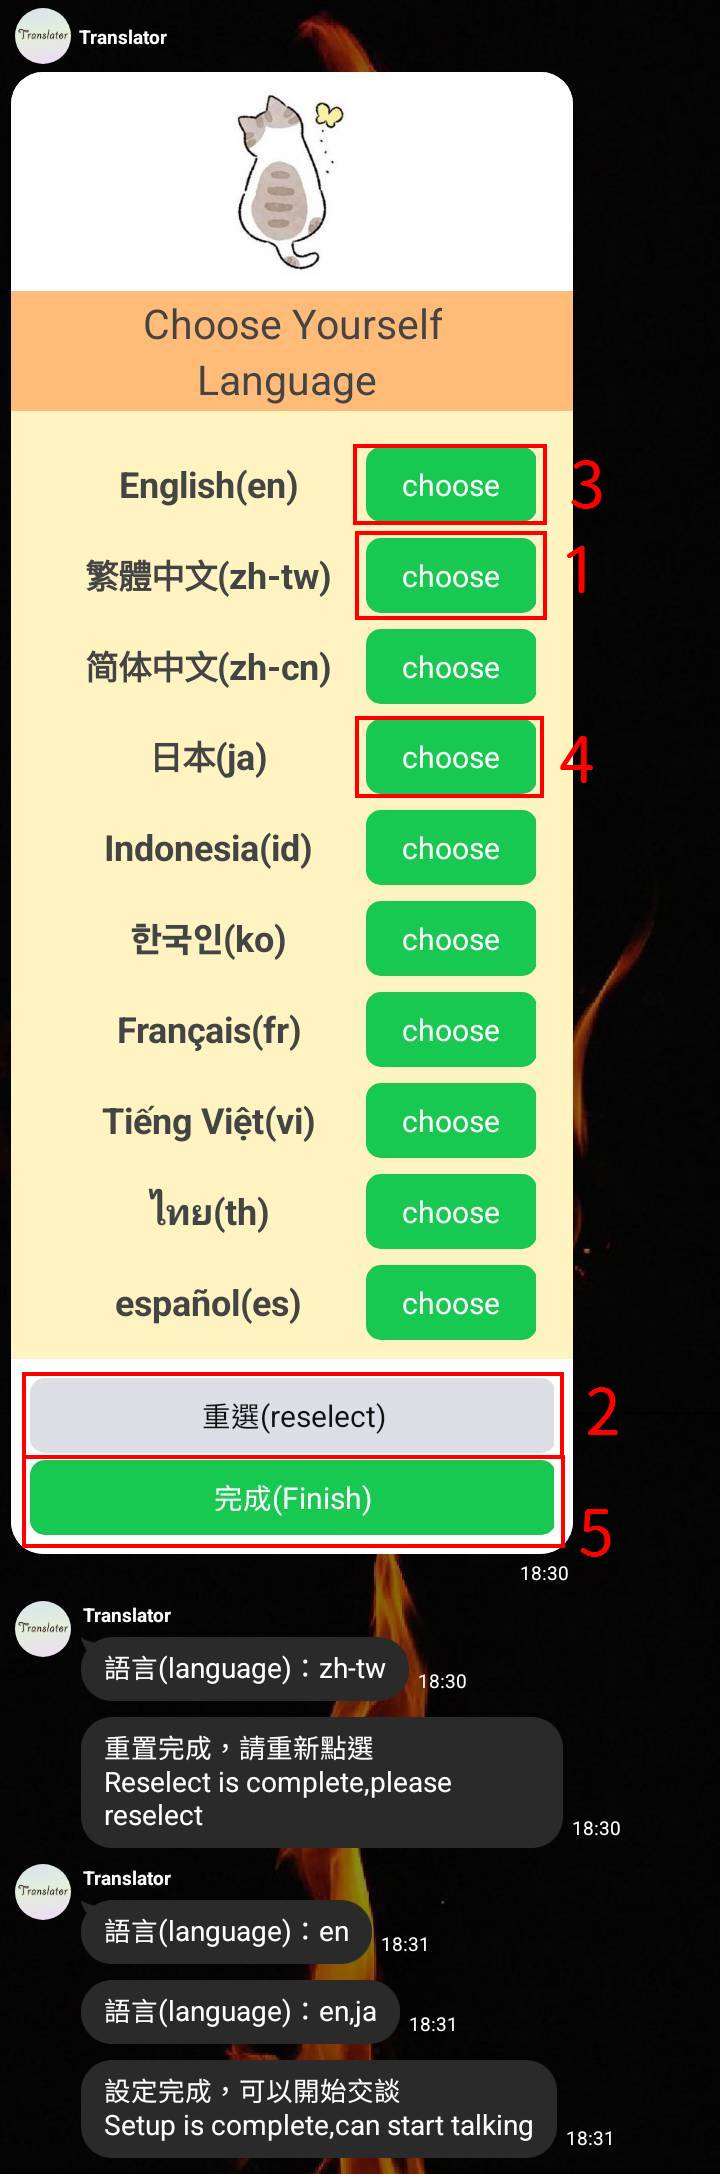 Translator
Translator
Choose Yourself
Language
English(en) choose 3
繁體中文(zh-tw) choose 1
简体中文(zh-cn) choose
日本(ja) choose 4
Indonesia(id) choose
한국인(ko) choose
Français(fr) choose
Tiếng Việt(vi) choose
ไทย(th) choose
español(es) choose
重選(reselect) 2
完成(Finish) 5
18:30
Translator
Translator
語言(language)：zh-tw 18:30
重置完成，請重新點選
Reselect is complete,please
reselect 18:30
Translator
Translator
語言(language)：en 18:31
語言(language)：en,ja 18:31
設定完成，可以開始交談
Setup is complete,can start talking 18:31